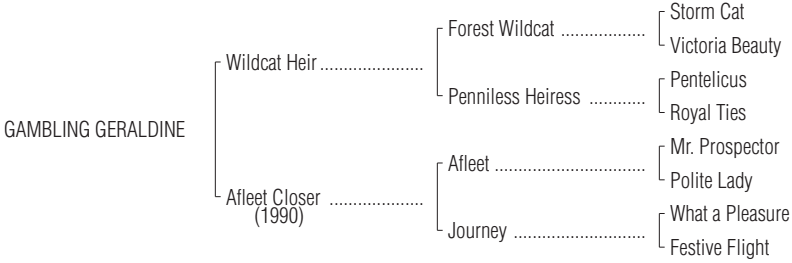 Storm Cat
Forest Wildcat ..................
Victoria Beauty
Wildcat Heir ......................
Pentelicus
Penniless Heiress ............
Royal Ties
GAMBLING GERALDINE
Mr. Prospector
Afleet ................................
Polite Lady
Afleet Closer ....................
(1990)
What a Pleasure
Journey ............................
Festive Flight